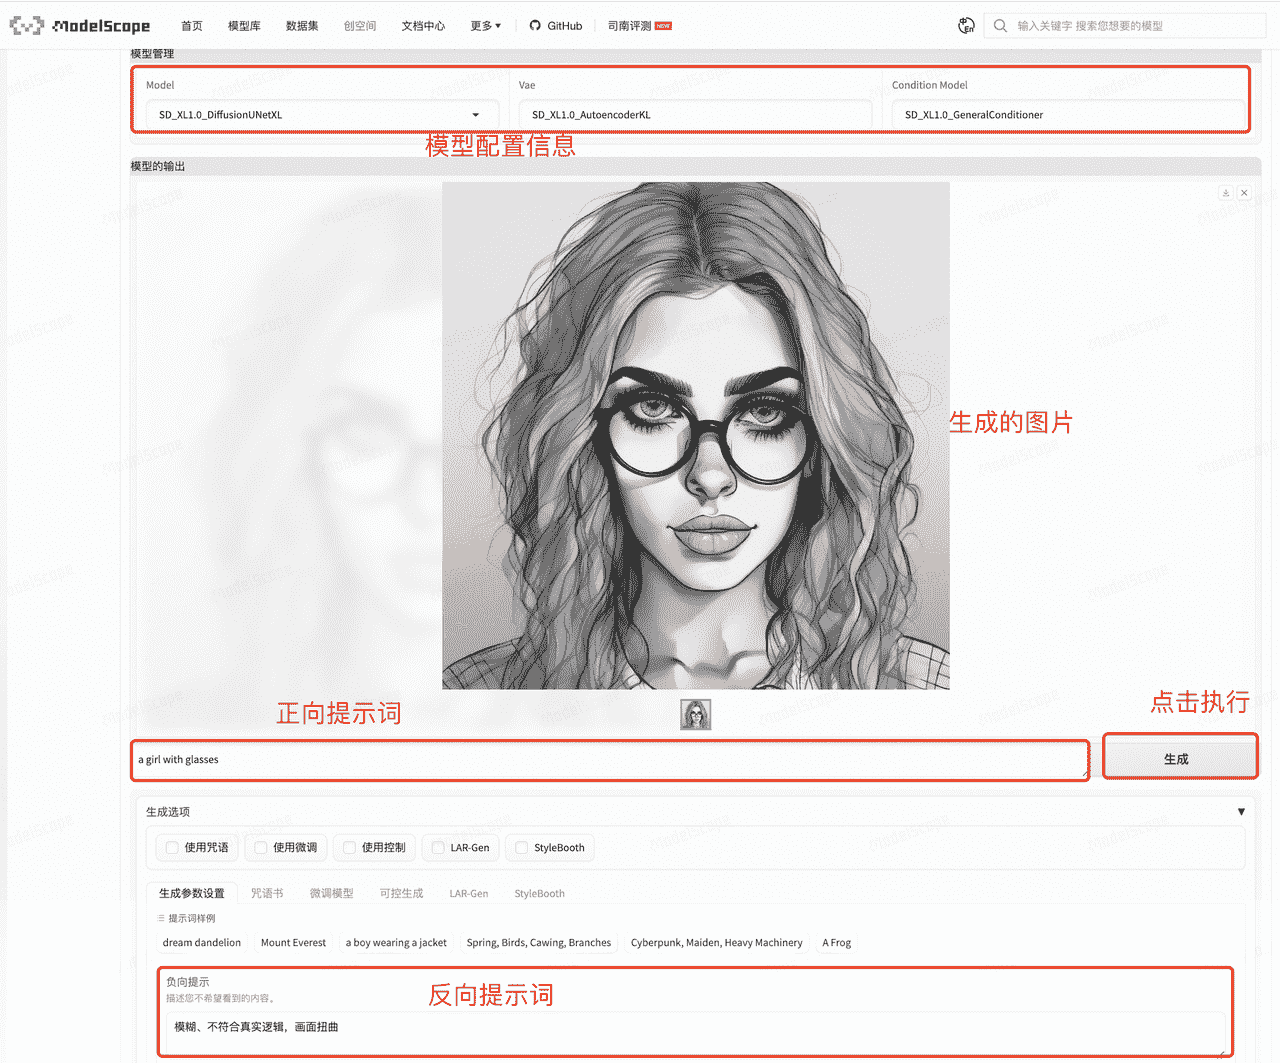 ModelScope 首页 模型库 数据集 创空间 文档中心 更多 GitHub 司南评测 NEW En 输入关键字 搜索您想要的模型
模型管理
Model Vae Condition Model
SD_XL1.0_DiffusionUNetXL SD_XL1.0_AutoencoderKL SD_XL1.0_GeneralConditioner
模型配置信息
模型的输出
生成的图片
正向提示词
点击执行
a girl with glasses
生成
生成选项
使用咒语 使用微调 使用控制 LAR-Gen StyleBooth
生成参数设置 咒语书 微调模型 可控生成 LAR-Gen StyleBooth
提示词样例
dream dandelion Mount Everest a boy wearing a jacket Spring, Birds, Cawing, Branches Cyberpunk, Maiden, Heavy Machinery A Frog
负向提示
描述您不希望看到的内容。
反向提示词
模糊、不符合真实逻辑，画面扭曲